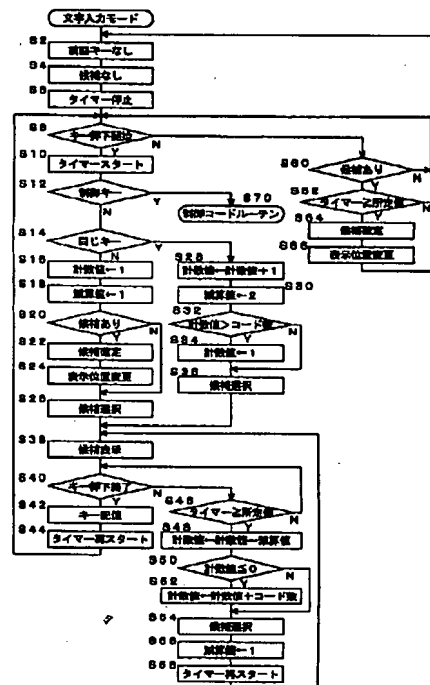 文字入力モード
S2
前回キーなし
S4
候補なし
S6
タイマー停止
S8
キー押下開始
N
Y
S10
タイマースタート
S12
制御キー
Y
N
S70
制御コードルーテン
S60
候補あり
N
Y
S62
タイマー≧所定値
N
Y
S64
候補確定
S66
表示位置変更
S14
同じキー
Y
N
S16
計数値←1
S18
減算値←1
S20
候補あり
N
Y
S22
候補確定
S24
表示位置変更
S26
候補選択
S28
計数値←計数値+1
S30
減算値←2
S32
計数値>コード数
N
Y
S34
計数値←1
S36
候補選択
S38
候補表示
S40
キー押下終了
N
Y
S42
キー記憶
S44
タイマー再スタート
S46
タイマー≧所定値
N
Y
S48
計数値←計数値-減算値
S50
計数値≦0
N
Y
S52
計数値←計数値+コード数
S54
候補選択
S56
減算値←1
S58
タイマー再スタート